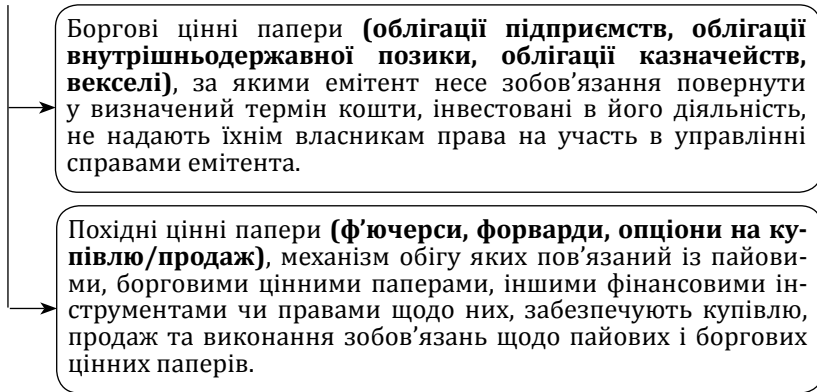 Боргові цінні папери (облігації підприємств, облігації
внутрішньодержавної позики, облігації казначейств,
векселі), за якими емітент несе зобов’язання повернути
у визначений термін кошти, інвестовані в його діяльність,
не надають їхнім власникам права на участь в управлінні
справами емітента.
Похідні цінні папери (ф’ючерси, форварди, опціони на ку-
півлю/продаж), механізм обігу яких пов’язаний із пайови-
ми, борговими цінними паперами, іншими фінансовими ін-
струментами чи правами щодо них, забезпечують купівлю,
продаж та виконання зобов’язань щодо пайових і боргових
цінних паперів.